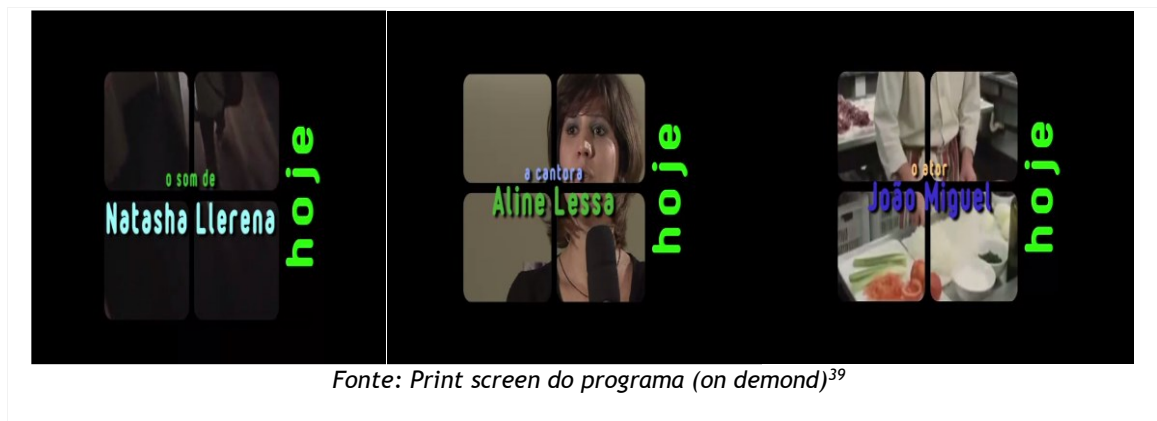 o som de
Natasha Llerena
hoje
a cantora
Aline Lessa
hoje
o ator
João Miguel
hoje
Fonte: Print screen do programa (on demond)39